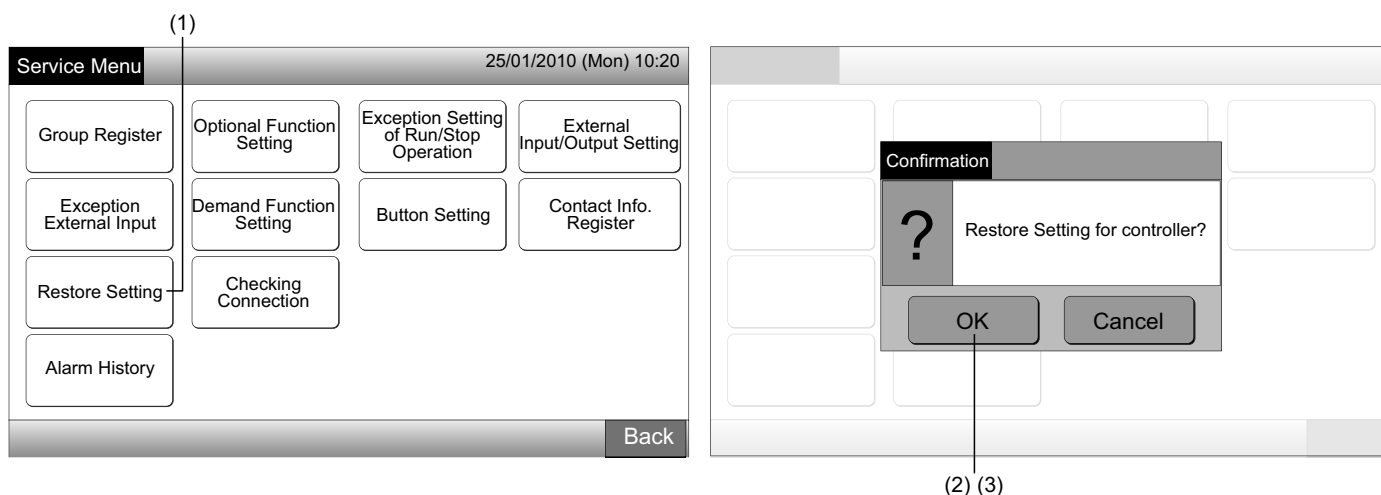 (1)
Service Menu
25/01/2010 (Mon) 10:20
Group Register
Optional Function
Setting
Exception Setting
of Run/Stop
Operation
External
Input/Output Setting
Exception
External Input
Demand Function
Setting
Button Setting
Contact Info.
Register
Restore Setting
Checking
Connection
Alarm History
Back
Confirmation
?
Restore Setting for controller?
OK
Cancel
(2) (3)